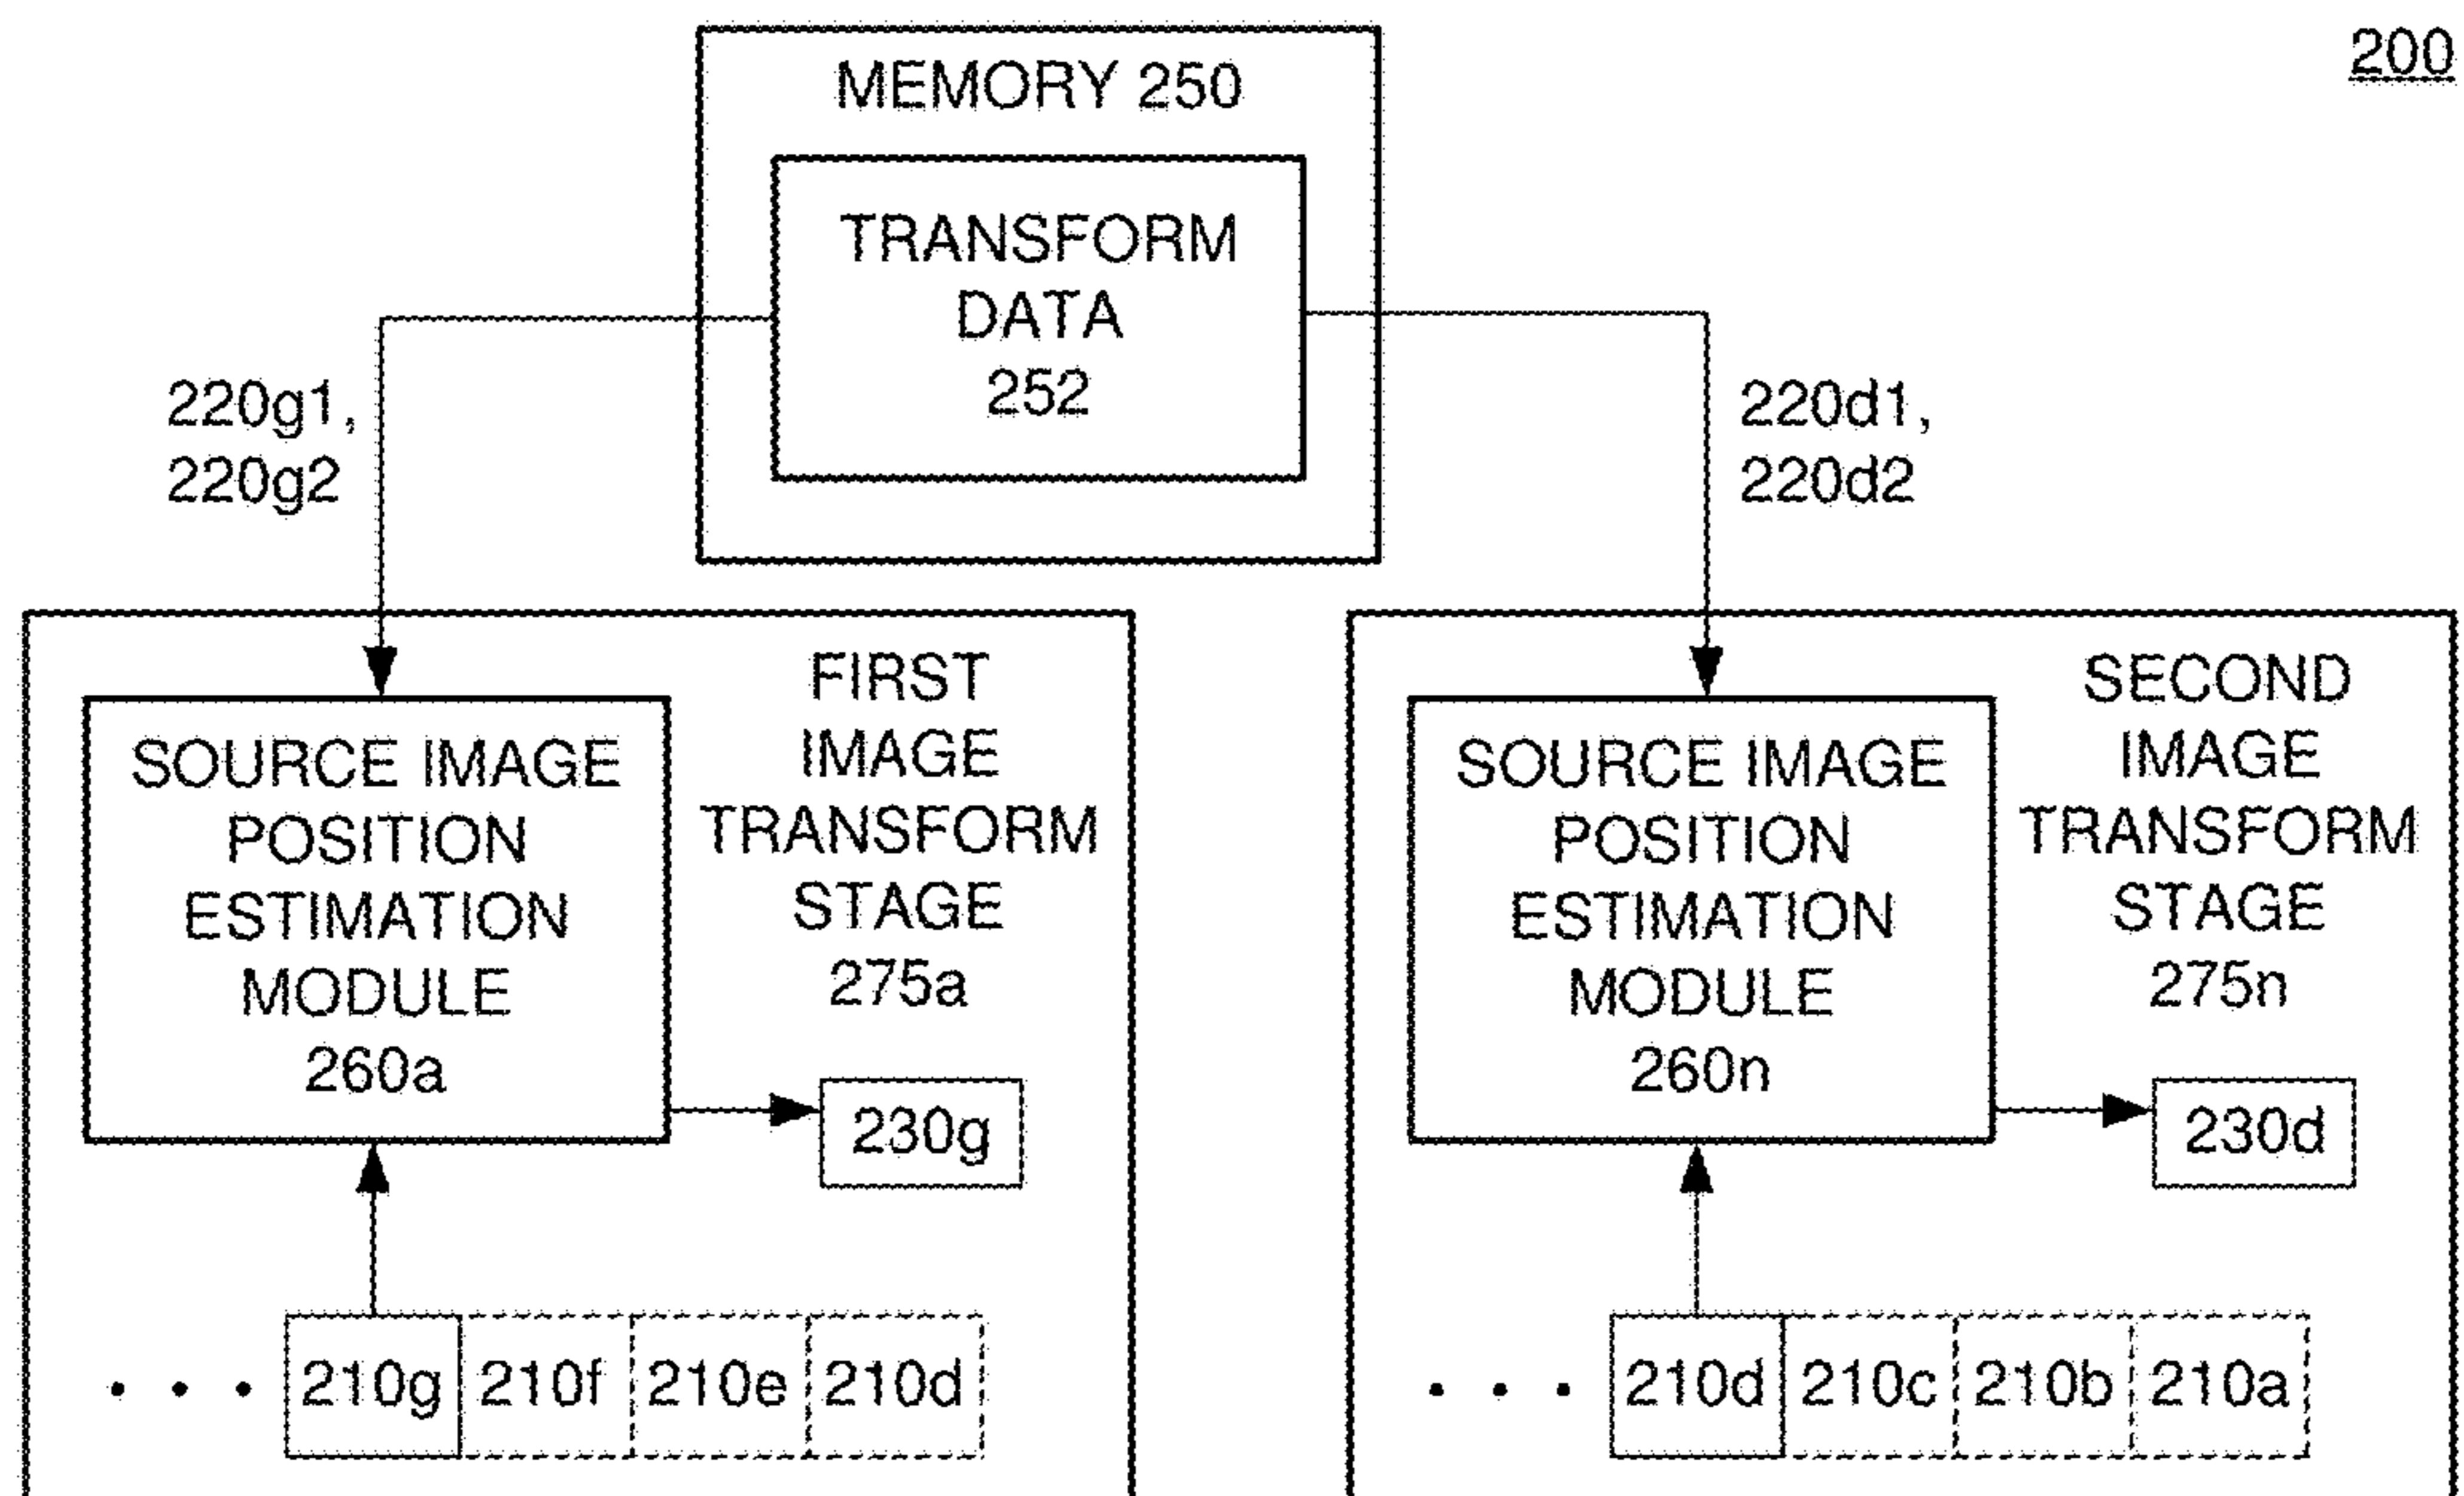 200
MEMORY 250
TRANSFORM
DATA
252
220g1,
220g2
220d1,
220d2
FIRST
IMAGE
TRANSFORM
STAGE
275a
SOURCE IMAGE
POSITION
ESTIMATION
MODULE
260a
230g
210g 210f 210e 210d
SECOND
IMAGE
TRANSFORM
STAGE
275n
SOURCE IMAGE
POSITION
ESTIMATION
MODULE
260n
230d
210d 210c 210b 210a